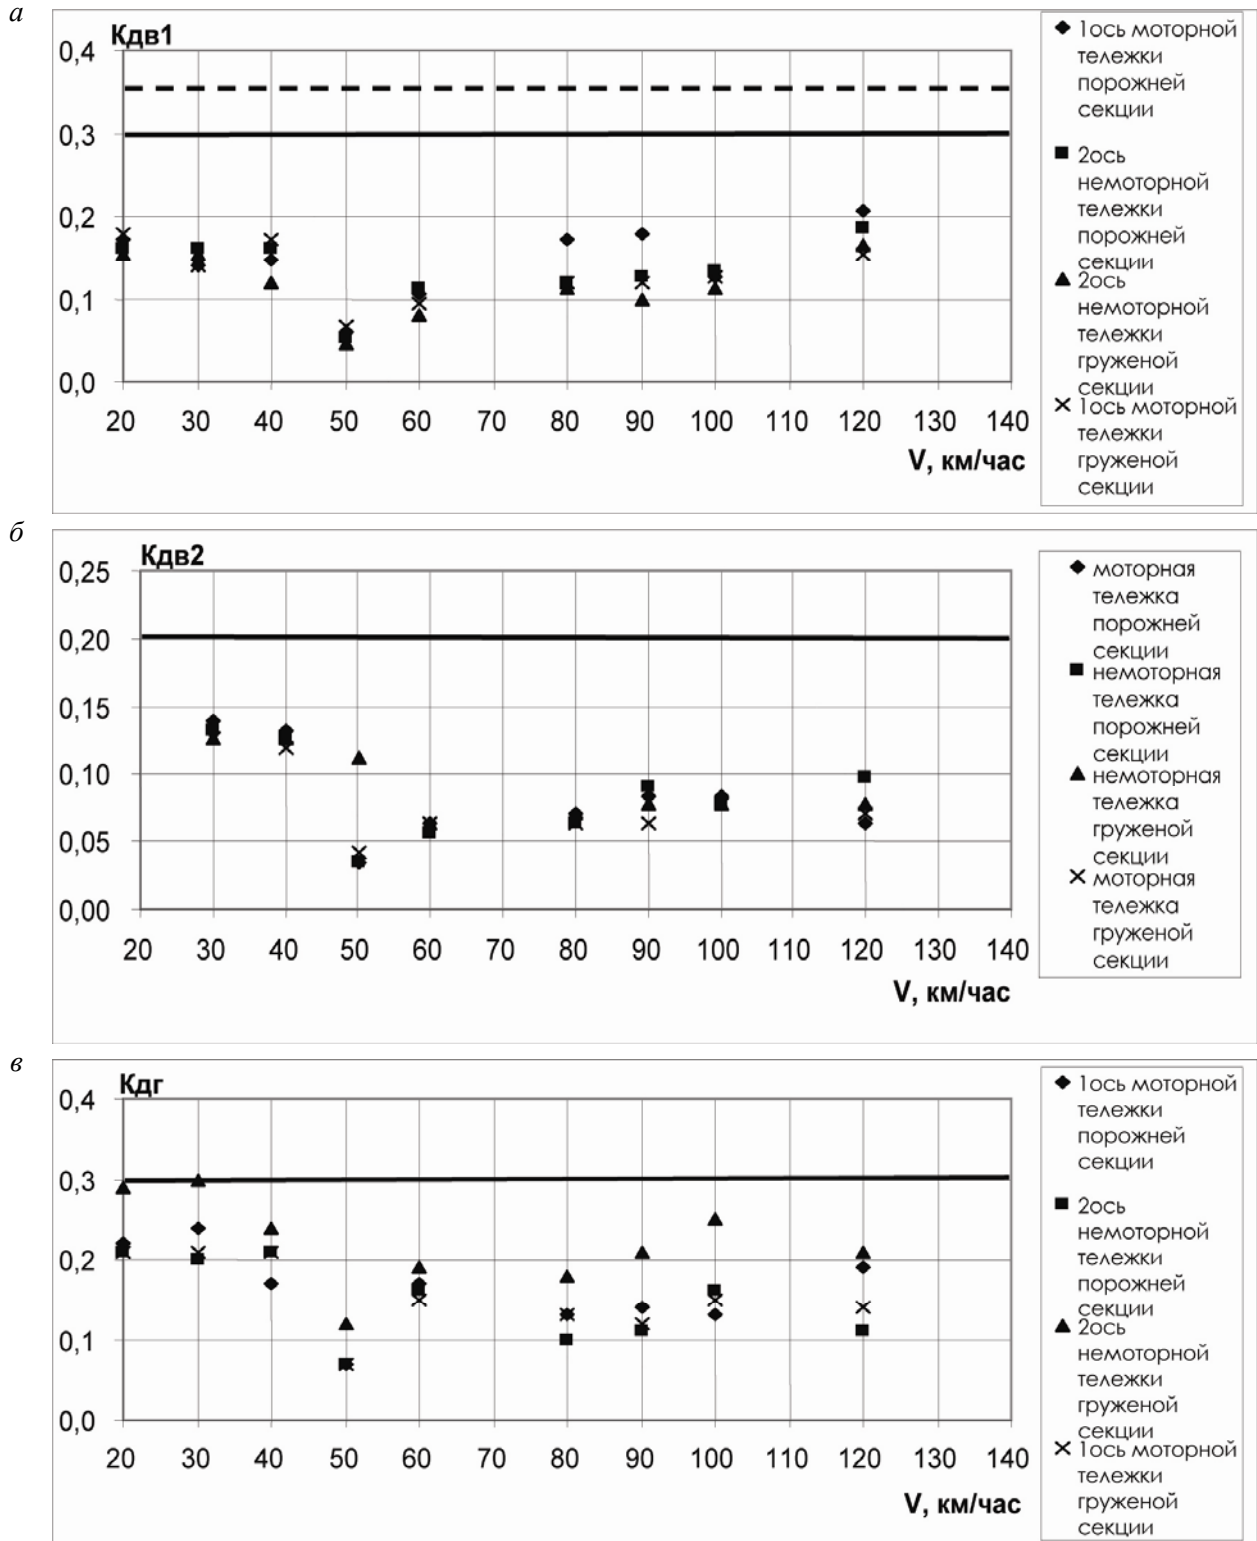 а
Кдв1
0,4
0,3
0,2
0,1
0,0
20 30 40 50 60 70 80 90 100 110 120 130 140
V, км/час
1ось моторной
тележки
порожней
секции
2ось
немоторной
тележки
порожней
секции
2ось
немоторной
тележки
груженой
секции
1ось моторной
тележки
груженой
секции
б
Кдв2
0,25
0,20
0,15
0,10
0,05
0,00
20 30 40 50 60 70 80 90 100 110 120 130 140
V, км/час
моторная
тележка
порожней
секции
немоторная
тележка
порожней
секции
немоторная
тележка
груженой
секции
моторная
тележка
груженой
секции
в
Кдг
0,4
0,3
0,2
0,1
0,0
20 30 40 50 60 70 80 90 100 110 120 130 140
V, км/час
1ось моторной
тележки
порожней
секции
2ось
немоторной
тележки
порожней
секции
2ось
немоторной
тележки
груженой
секции
1ось моторной
тележки
груженой
секции